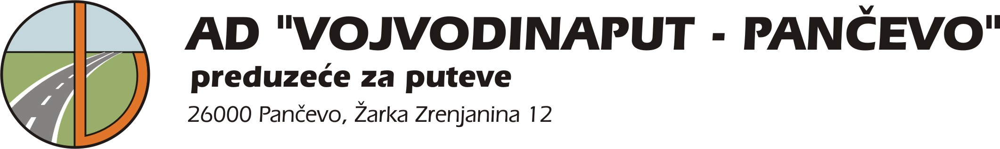 AD "VOJVODINAPUT - PANČEVO"
preduzeće za puteve
26000 Pančevo, Žarka Zrenjanina 12